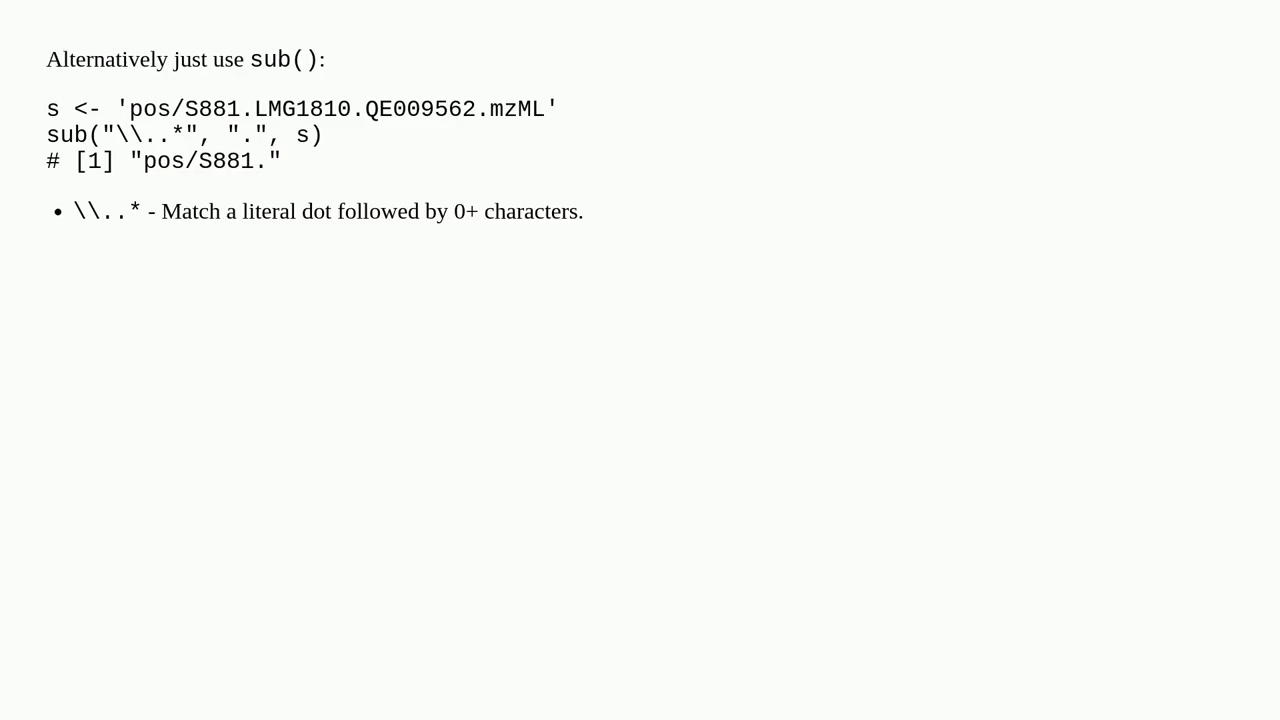 Alternatively just use sub():
s <- 'pos/S881.LMG1810.QE009562.mzML'
sub("\\..*", ".", s)
# [1] "pos/S881."
• \\..* - Match a literal dot followed by 0+ characters.